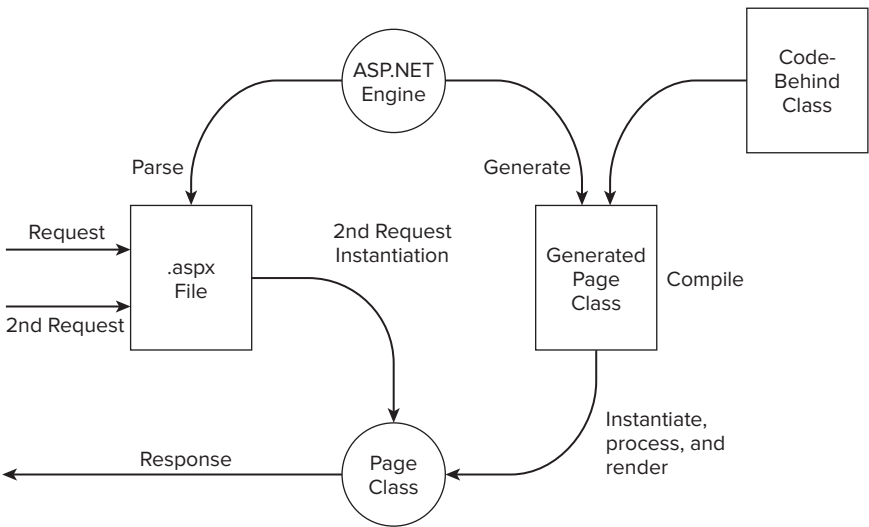 ASP.NET
Engine
Code-
Behind
Class
Parse
Generate
Request
2nd Request
.aspx
File
2nd Request
Instantiation
Generated
Page
Class
Compile
Instantiate,
process, and
render
Response
Page
Class